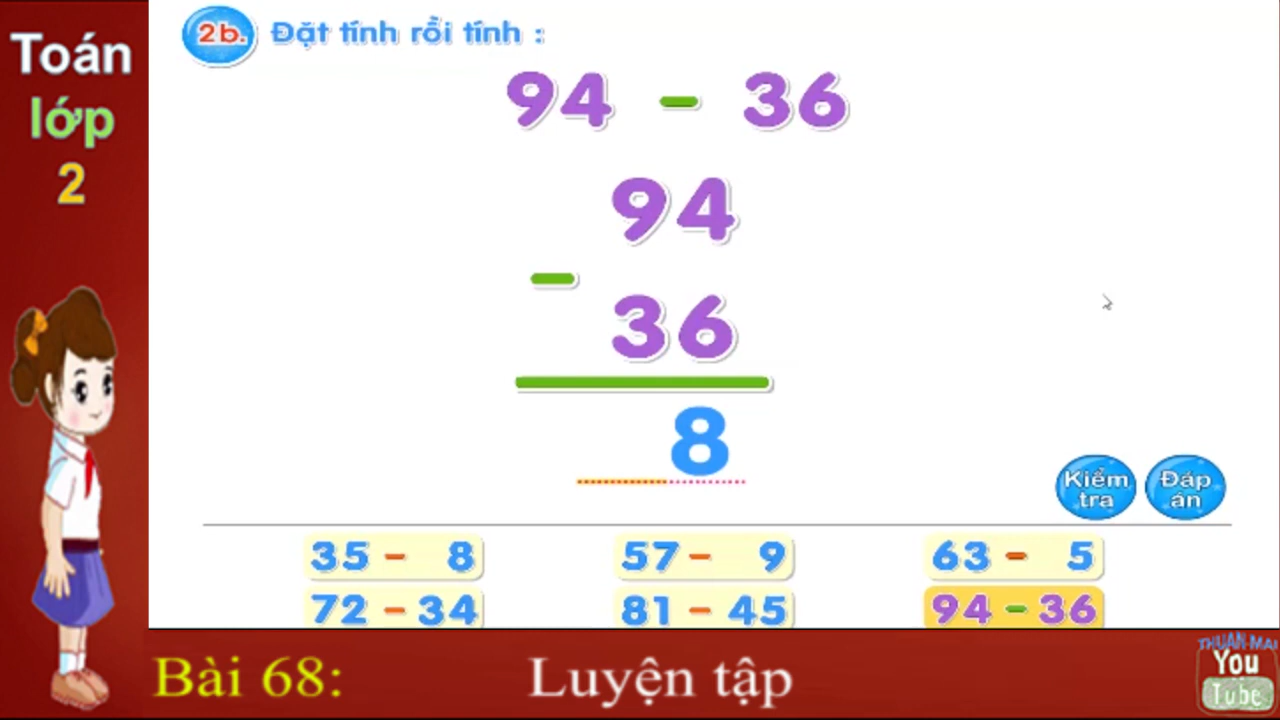 Toán
lớp
2
2b. Đặt tính rồi tính :
94 - 36
94
-
36
8
Kiểm tra
Đáp án
35 - 8
57 - 9
63 - 5
72 - 34
81 - 45
94 - 36
Bài 68: Luyện tập
THUAN MAI
You
Tube